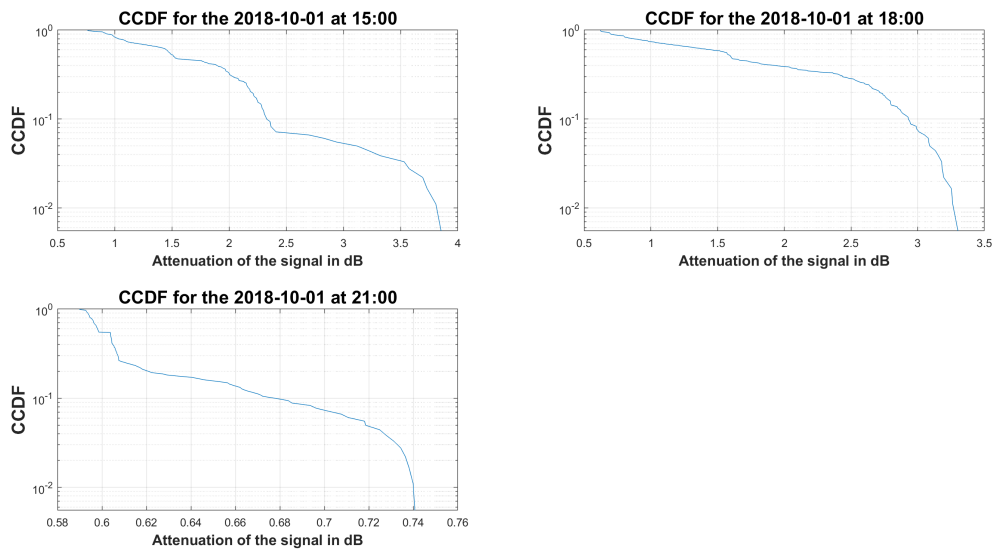 CCDF for the 2018-10-01 at 15:00
10^0
10^-1
10^-2
CCDF
0.5 1 1.5 2 2.5 3 3.5 4
Attenuation of the signal in dB
CCDF for the 2018-10-01 at 18:00
10^0
10^-1
10^-2
CCDF
0.5 1 1.5 2 2.5 3 3.5
Attenuation of the signal in dB
CCDF for the 2018-10-01 at 21:00
10^0
10^-1
10^-2
CCDF
0.58 0.6 0.62 0.64 0.66 0.68 0.7 0.72 0.74 0.76
Attenuation of the signal in dB